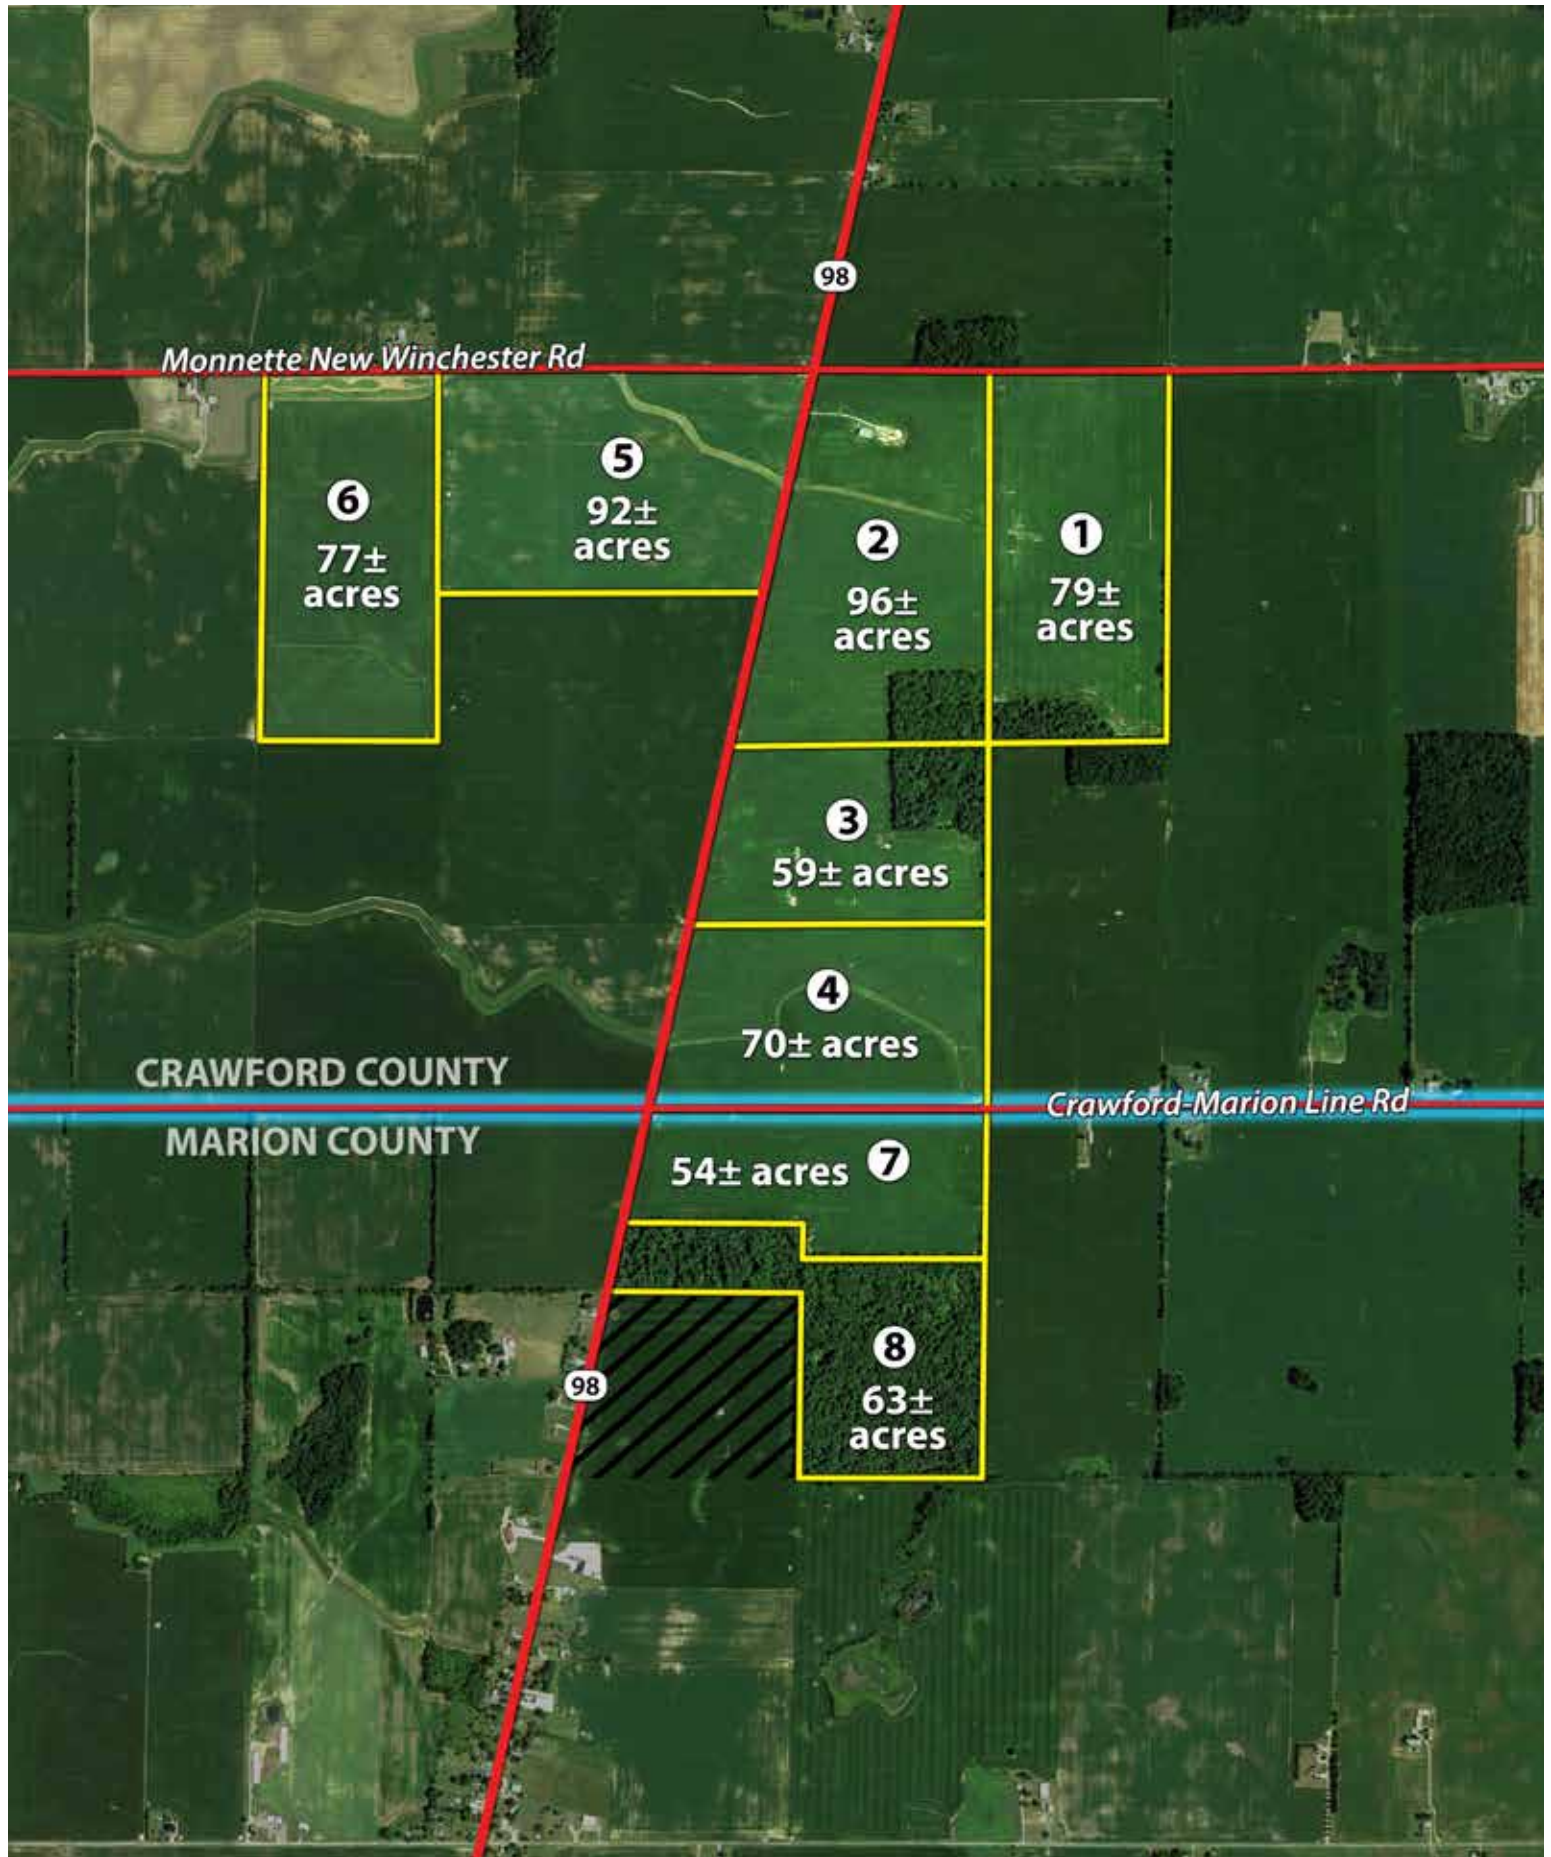 98
Monnette New Winchester Rd
5
92±
acres
6
77±
acres
2
96±
acres
1
79±
acres
3
59± acres
4
70± acres
CRAWFORD COUNTY
Crawford-Marion Line Rd
MARION COUNTY
54± acres 7
8
63±
acres
98